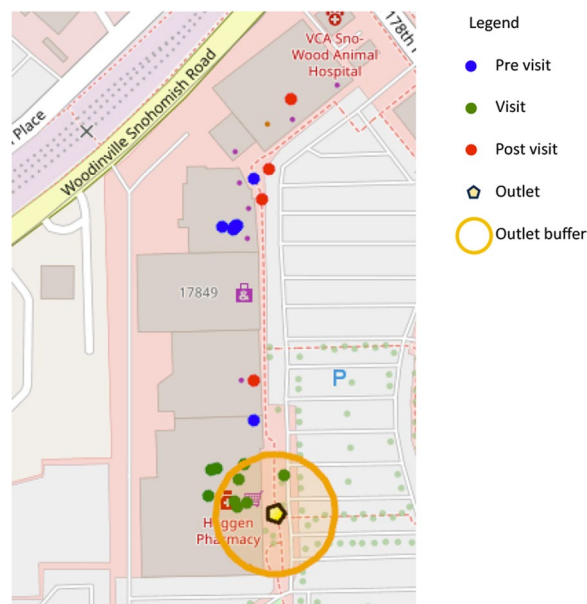 178th
VCA Sno-
Wood Animal
Hospital
Place
Woodinville Snohomish Road
17849
&
P
Haggen
Pharmacy
Legend
Pre visit
Visit
Post visit
Outlet
Outlet buffer